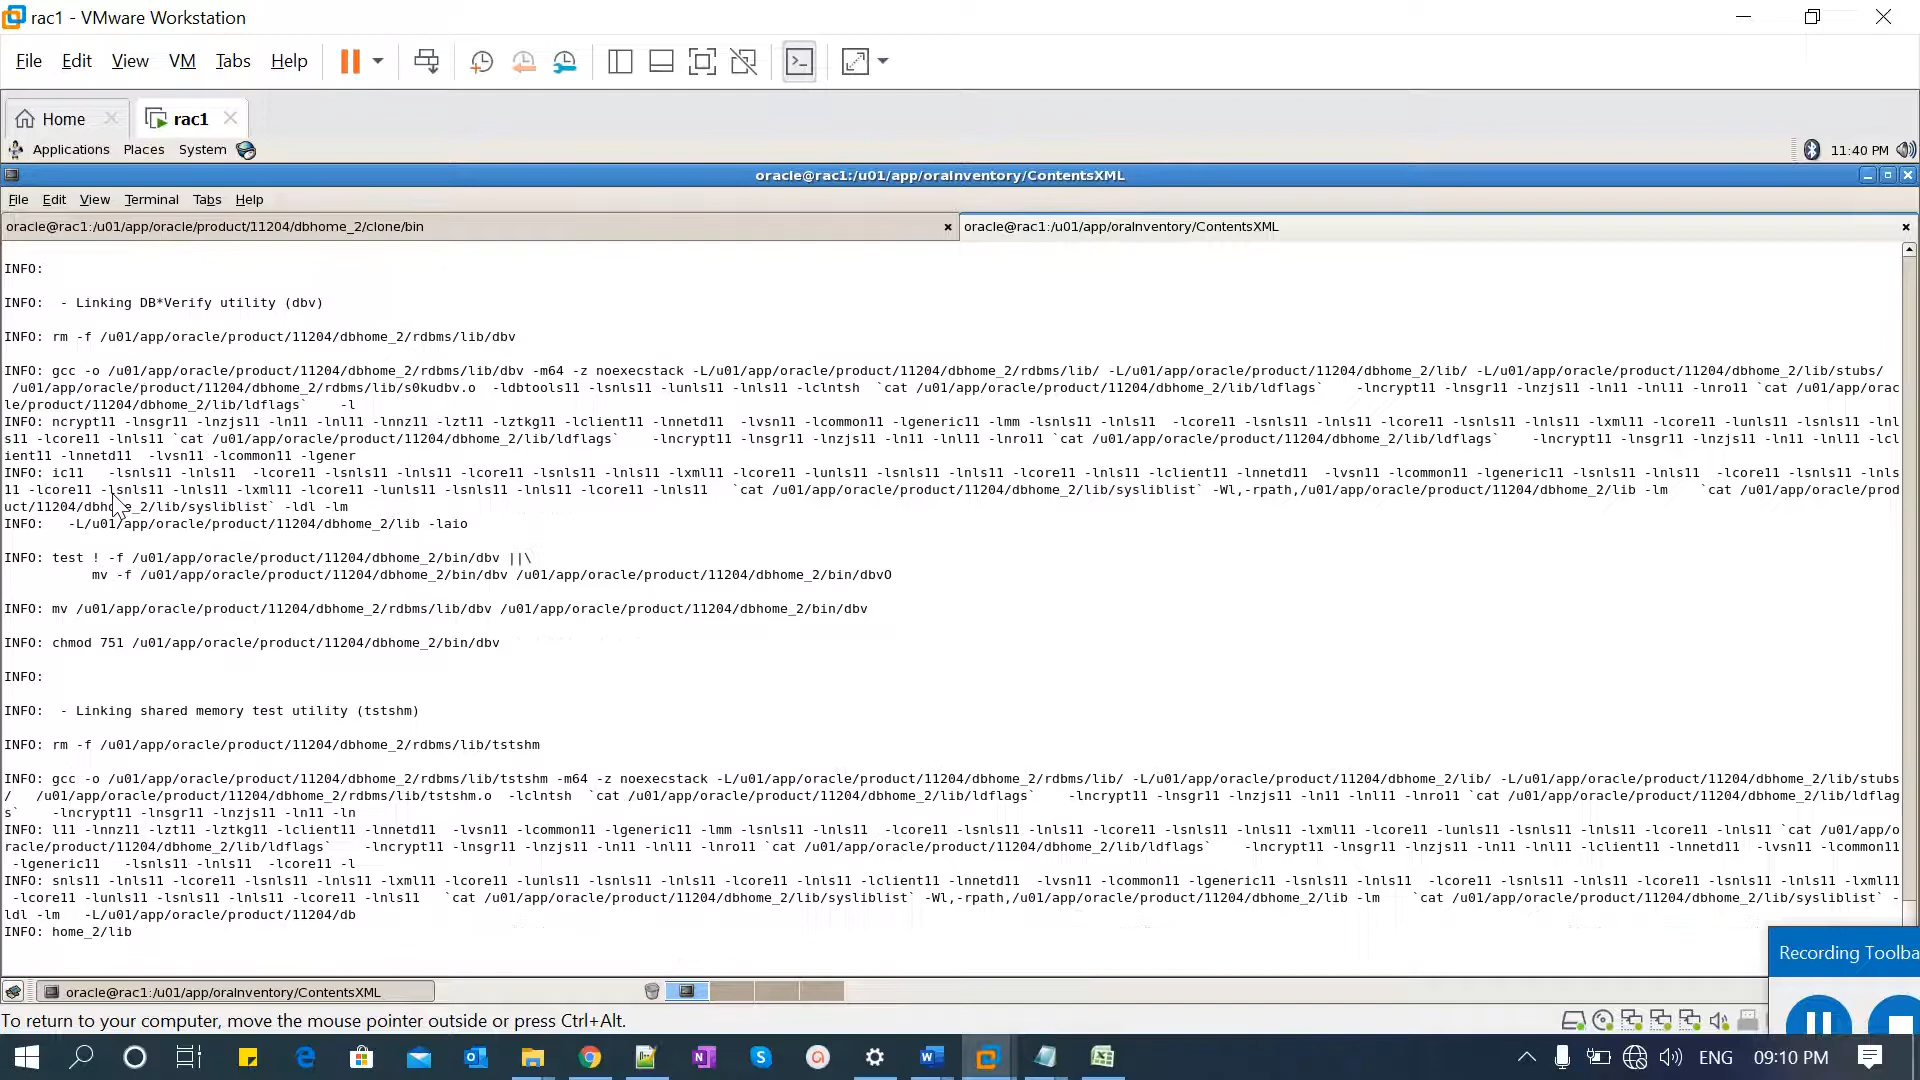 rac1 - VMware Workstation
File Edit View VM Tabs Help
Home rac1
Applications Places System 11:40 PM
oracle@rac1:/u01/app/oraInventory/ContentsXML
File Edit View Terminal Tabs Help
oracle@rac1:/u01/app/oracle/product/11204/dbhome_2/clone/bin oracle@rac1:/u01/app/oraInventory/ContentsXML
INFO:
INFO:  - Linking DB*Verify utility (dbv)
INFO: rm -f /u01/app/oracle/product/11204/dbhome_2/rdbms/lib/dbv
INFO: gcc -o /u01/app/oracle/product/11204/dbhome_2/rdbms/lib/dbv -m64 -z noexecstack -L/u01/app/oracle/product/11204/dbhome_2/rdbms/lib/ -L/u01/app/oracle/product/11204/dbhome_2/lib/ -L/u01/app/oracle/product/11204/dbhome_2/lib/stubs/
/u01/app/oracle/product/11204/dbhome_2/rdbms/lib/s0kudbv.o  -ldbtools11 -lsnls11 -lunls11 -lnls11 -lclntsh  `cat /u01/app/oracle/product/11204/dbhome_2/lib/ldflags`    -lncrypt11 -lnsgr11 -lnzjs11 -ln11 -lnl11 -lnro11 `cat /u01/app/orac
le/product/11204/dbhome_2/lib/ldflags`    -l
INFO: ncrypt11 -lnsgr11 -lnzjs11 -ln11 -lnl11 -lnnz11 -lzt11 -lztkg11 -lclient11 -lnnetd11  -lvsn11 -lcommon11 -lgeneric11 -lmm -lsnls11 -lnls11  -lcore11 -lsnls11 -lnls11 -lcore11 -lsnls11 -lnls11 -lxml11 -lcore11 -lunls11 -lsnls11 -lnl
s11 -lcore11 -lnls11 `cat /u01/app/oracle/product/11204/dbhome_2/lib/ldflags`    -lncrypt11 -lnsgr11 -lnzjs11 -ln11 -lnl11 -lnro11 `cat /u01/app/oracle/product/11204/dbhome_2/lib/ldflags`    -lncrypt11 -lnsgr11 -lnzjs11 -ln11 -lnl11 -lcl
ient11 -lnnetd11  -lvsn11 -lcommon11 -lgener
INFO: ic11   -lsnls11 -lnls11  -lcore11 -lsnls11 -lnls11 -lcore11 -lsnls11 -lnls11 -lxml11 -lcore11 -lunls11 -lsnls11 -lnls11 -lcore11 -lnls11 -lclient11 -lnnetd11  -lvsn11 -lcommon11 -lgeneric11 -lsnls11 -lnls11  -lcore11 -lsnls11 -lnls
11 -lcore11 -lsnls11 -lnls11 -lxml11 -lcore11 -lunls11 -lsnls11 -lnls11 -lcore11 -lnls11   `cat /u01/app/oracle/product/11204/dbhome_2/lib/sysliblist` -Wl,-rpath,/u01/app/oracle/product/11204/dbhome_2/lib -lm    `cat /u01/app/oracle/prod
uct/11204/dbhome_2/lib/sysliblist` -ldl -lm
INFO:   -L/u01/app/oracle/product/11204/dbhome_2/lib -laio
INFO: test ! -f /u01/app/oracle/product/11204/dbhome_2/bin/dbv ||\
mv -f /u01/app/oracle/product/11204/dbhome_2/bin/dbv /u01/app/oracle/product/11204/dbhome_2/bin/dbvO
INFO: mv /u01/app/oracle/product/11204/dbhome_2/rdbms/lib/dbv /u01/app/oracle/product/11204/dbhome_2/bin/dbv
INFO: chmod 751 /u01/app/oracle/product/11204/dbhome_2/bin/dbv
INFO:
INFO:  - Linking shared memory test utility (tstshm)
INFO: rm -f /u01/app/oracle/product/11204/dbhome_2/rdbms/lib/tstshm
INFO: gcc -o /u01/app/oracle/product/11204/dbhome_2/rdbms/lib/tstshm -m64 -z noexecstack -L/u01/app/oracle/product/11204/dbhome_2/rdbms/lib/ -L/u01/app/oracle/product/11204/dbhome_2/lib/ -L/u01/app/oracle/product/11204/dbhome_2/lib/stubs
/   /u01/app/oracle/product/11204/dbhome_2/rdbms/lib/tstshm.o  -lclntsh  `cat /u01/app/oracle/product/11204/dbhome_2/lib/ldflags`    -lncrypt11 -lnsgr11 -lnzjs11 -ln11 -lnl11 -lnro11 `cat /u01/app/oracle/product/11204/dbhome_2/lib/ldflag
s`    -lncrypt11 -lnsgr11 -lnzjs11 -ln11 -ln
INFO: l11 -lnnz11 -lzt11 -lztkg11 -lclient11 -lnnetd11  -lvsn11 -lcommon11 -lgeneric11 -lmm -lsnls11 -lnls11  -lcore11 -lsnls11 -lnls11 -lcore11 -lsnls11 -lnls11 -lxml11 -lcore11 -lunls11 -lsnls11 -lnls11 -lcore11 -lnls11 `cat /u01/app/o
racle/product/11204/dbhome_2/lib/ldflags`    -lncrypt11 -lnsgr11 -lnzjs11 -ln11 -lnl11 -lnro11 `cat /u01/app/oracle/product/11204/dbhome_2/lib/ldflags`    -lncrypt11 -lnsgr11 -lnzjs11 -ln11 -lnl11 -lclient11 -lnnetd11  -lvsn11 -lcommon11
-lgeneric11   -lsnls11 -lnls11  -lcore11 -l
INFO: snls11 -lnls11 -lcore11 -lsnls11 -lnls11 -lxml11 -lcore11 -lunls11 -lsnls11 -lnls11 -lcore11 -lnls11 -lclient11 -lnnetd11  -lvsn11 -lcommon11 -lgeneric11 -lsnls11 -lnls11  -lcore11 -lsnls11 -lnls11 -lcore11 -lsnls11 -lnls11 -lxml11
-lcore11 -lunls11 -lsnls11 -lnls11 -lcore11 -lnls11   `cat /u01/app/oracle/product/11204/dbhome_2/lib/sysliblist` -Wl,-rpath,/u01/app/oracle/product/11204/dbhome_2/lib -lm    `cat /u01/app/oracle/product/11204/dbhome_2/lib/sysliblist` -
ldl -lm   -L/u01/app/oracle/product/11204/db
INFO: home_2/lib
Recording Toolba
oracle@rac1:/u01/app/oraInventory/ContentsXML
To return to your computer, move the mouse pointer outside or press Ctrl+Alt.
ENG 09:10 PM